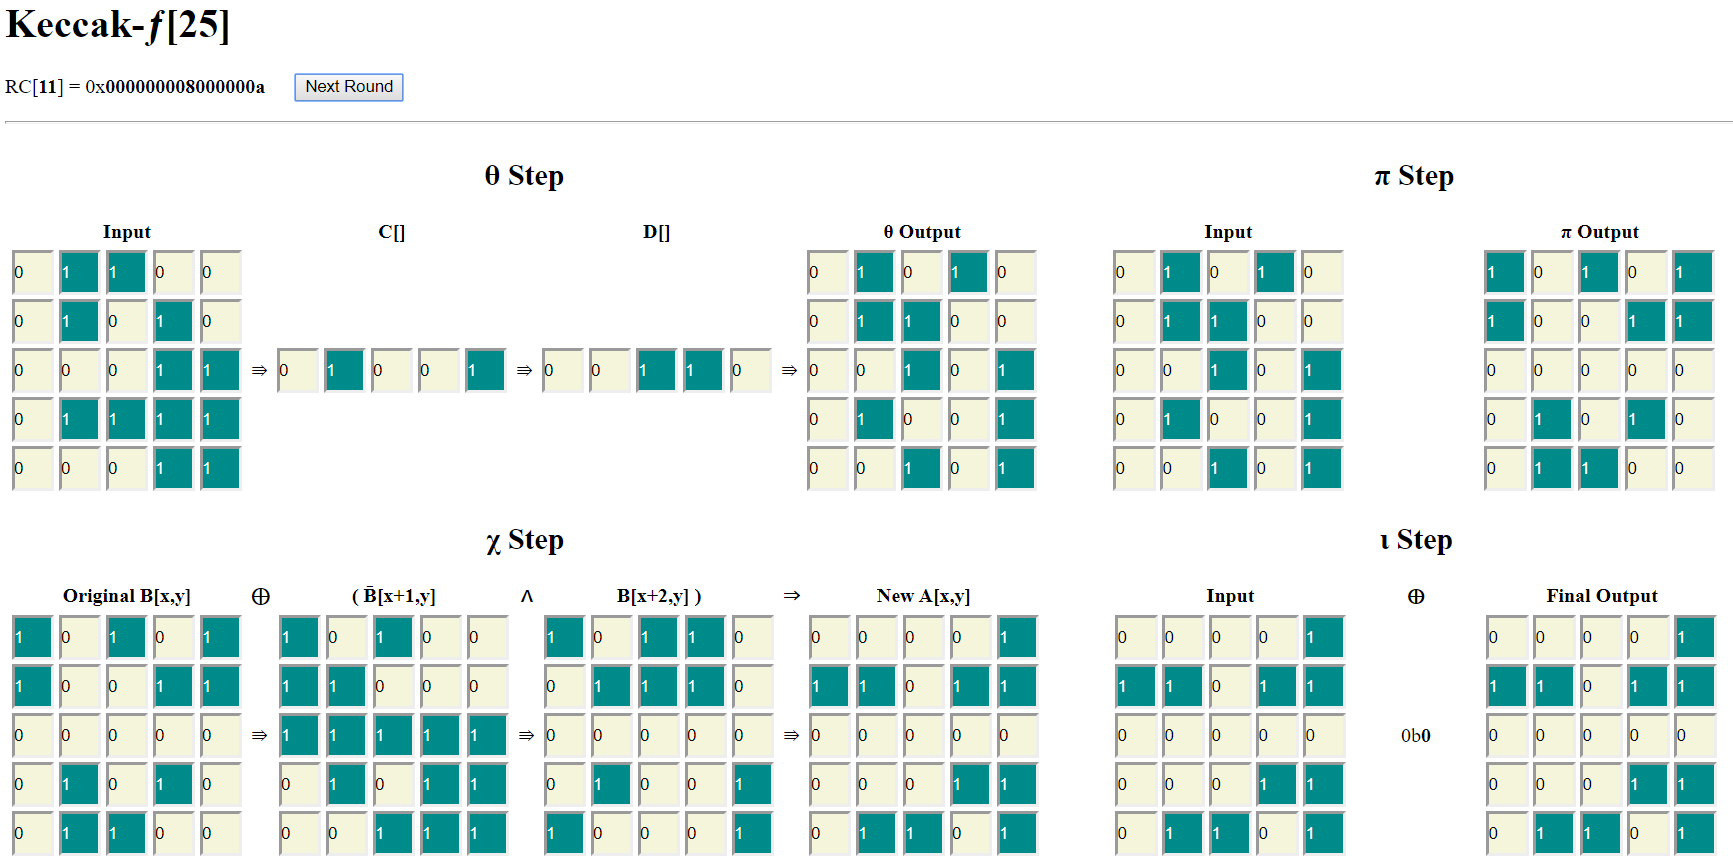 Keccak-ƒ[25]
RC[11] = 0x000000008000000a Next Round
θ Step π Step
Input C[] D[] θ Output Input π Output
0 1 1 0 0 0 1 0 1 0 0 1 0 1 0 1 0 1 0 1
0 1 0 1 0 0 1 1 0 0 0 1 1 0 0 1 0 0 1 1
0 0 0 1 1 ⇛ 0 1 0 0 1 ⇛ 0 0 1 1 0 ⇛ 0 0 1 0 1 0 0 1 0 1 0 0 0 0 0
0 1 1 1 1 0 1 0 0 1 0 1 0 0 1 0 1 0 1 0
0 0 0 1 1 0 0 1 0 1 0 0 1 0 1 0 1 1 0 0
χ Step ι Step
Original B[x,y] ⊕ ( B̄[x+1,y] ∧ B[x+2,y] ) ⇒ New A[x,y] Input ⊕ Final Output
1 0 1 0 1 1 0 1 0 0 1 0 1 1 0 0 0 0 0 1 0 0 0 0 1 0 0 0 0 1
1 0 0 1 1 1 1 0 0 0 0 1 1 1 0 1 1 0 1 1 1 1 0 1 1 1 1 0 1 1
0 0 0 0 0 ⇛ 1 1 1 1 1 ⇛ 0 0 0 0 0 ⇛ 0 0 0 0 0 0 0 0 0 0 0b0 0 0 0 0 0
0 1 0 1 0 0 1 0 1 1 0 1 0 0 1 0 0 0 1 1 0 0 0 1 1 0 0 0 1 1
0 1 1 0 0 0 0 1 1 1 1 0 0 0 1 0 1 1 0 1 0 1 1 0 1 0 1 1 0 1